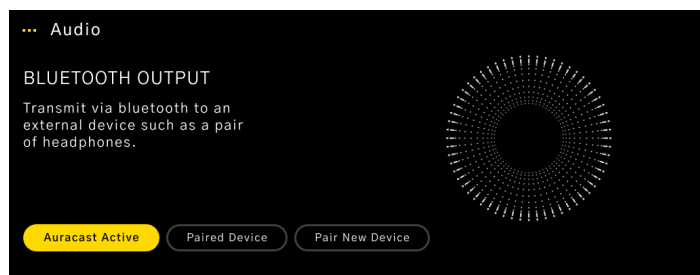 Audio
BLUETOOTH OUTPUT
Transmit via bluetooth to an
external device such as a pair
of headphones.
Auracast Active
Paired Device
Pair New Device